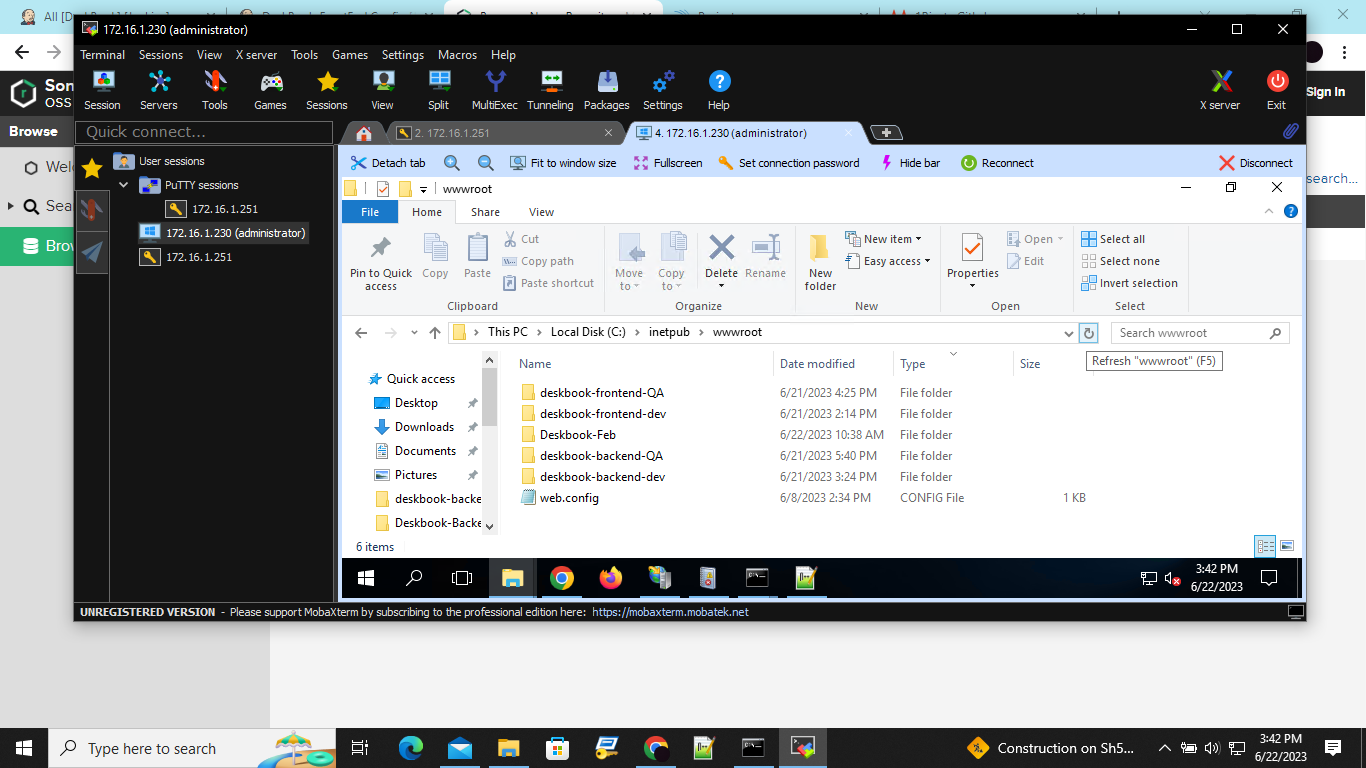 172.16.1.230 (administrator)
Terminal Sessions View X server Tools Games Settings Macros Help
Session Servers Tools Games Sessions View Split MultiExec Tunneling Packages Settings Help X server Exit
Son
OSS
Sign In
Browse
Welc
Sea
Brow
search...
Quick connect...
2. 172.16.1.251
4. 172.16.1.230 (administrator)
User sessions
PuTTY sessions
172.16.1.251
172.16.1.230 (administrator)
172.16.1.251
Detach tab Fit to window size Fullscreen Set connection password Hide bar Reconnect Disconnect
wwwroot
File Home Share View
Pin to Quick access
Copy
Paste
Cut
Copy path
Paste shortcut
Clipboard
Move to
Copy to
Delete
Rename
Organize
New folder
New item
Easy access
New
Properties
Open
Edit
Open
Select all
Select none
Invert selection
Select
This PC Local Disk (C:) inetpub wwwroot
Search wwwroot
Refresh "wwwroot" (F5)
Quick access
Desktop
Downloads
Documents
Pictures
deskbook-backe
Deskbook-Backe
Name Date modified Type Size
deskbook-frontend-QA 6/21/2023 4:25 PM File folder
deskbook-frontend-dev 6/21/2023 2:14 PM File folder
Deskbook-Feb 6/22/2023 10:38 AM File folder
deskbook-backend-QA 6/21/2023 5:40 PM File folder
deskbook-backend-dev 6/21/2023 3:24 PM File folder
web.config 6/8/2023 2:34 PM CONFIG File 1 KB
6 items
3:42 PM
6/22/2023
UNREGISTERED VERSION - Please support MobaXterm by subscribing to the professional edition here: https://mobaxterm.mobatek.net
Type here to search
Construction on Sh5...
3:42 PM
6/22/2023